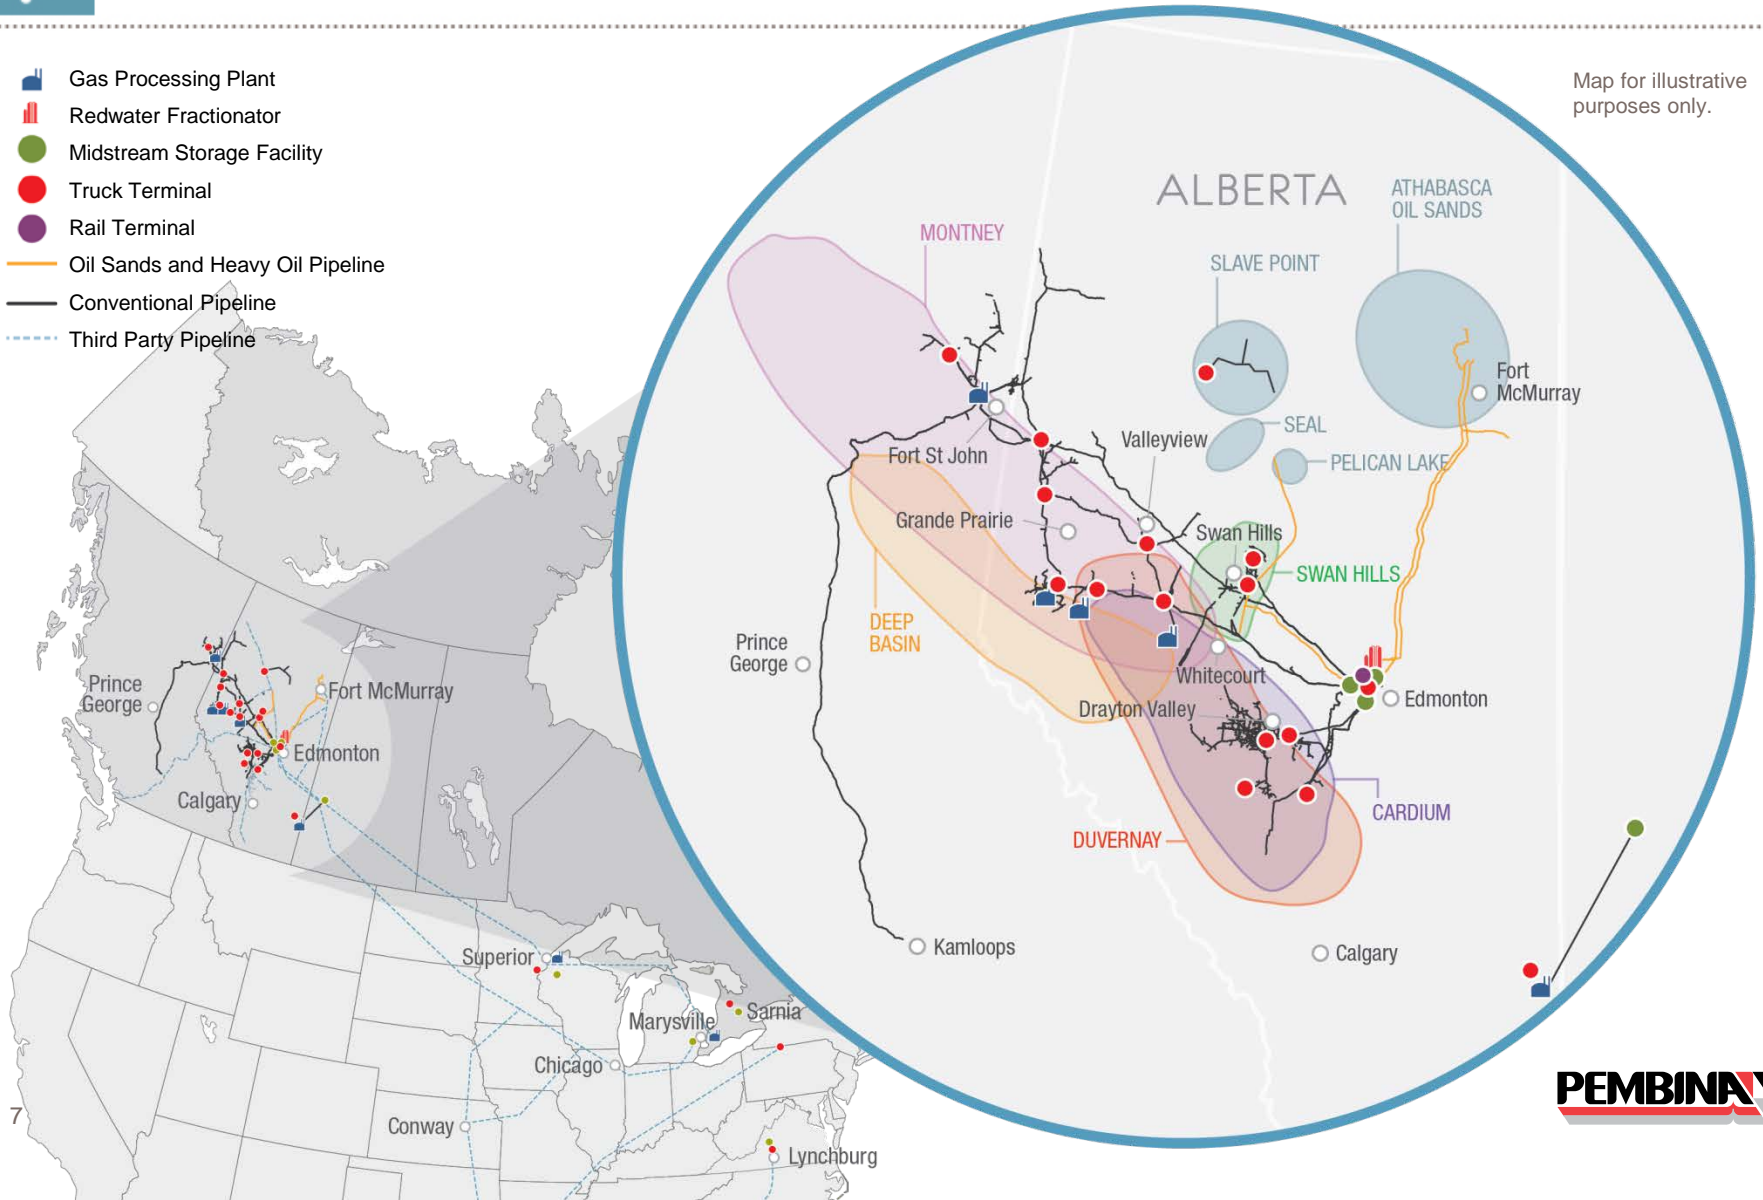 Gas Processing Plant
Redwater Fractionator
Midstream Storage Facility
Truck Terminal
Rail Terminal
Oil Sands and Heavy Oil Pipeline
Conventional Pipeline
Third Party Pipeline
Map for illustrative
purposes only.
ALBERTA
ATHABASCA
OIL SANDS
MONTNEY
SLAVE POINT
Fort
McMurray
SEAL
Valleyview
Fort St John
PELICAN LAKE
Grande Prairie
Swan Hills
SWAN HILLS
DEEP
BASIN
Prince
George
Whitecourt
Drayton Valley
Edmonton
CARDIUM
DUVERNAY
Kamloops
Calgary
Prince
George
Fort McMurray
Edmonton
Calgary
Superior
Sarnia
Marysville
Chicago
Conway
Lynchburg
7
PEMBINA